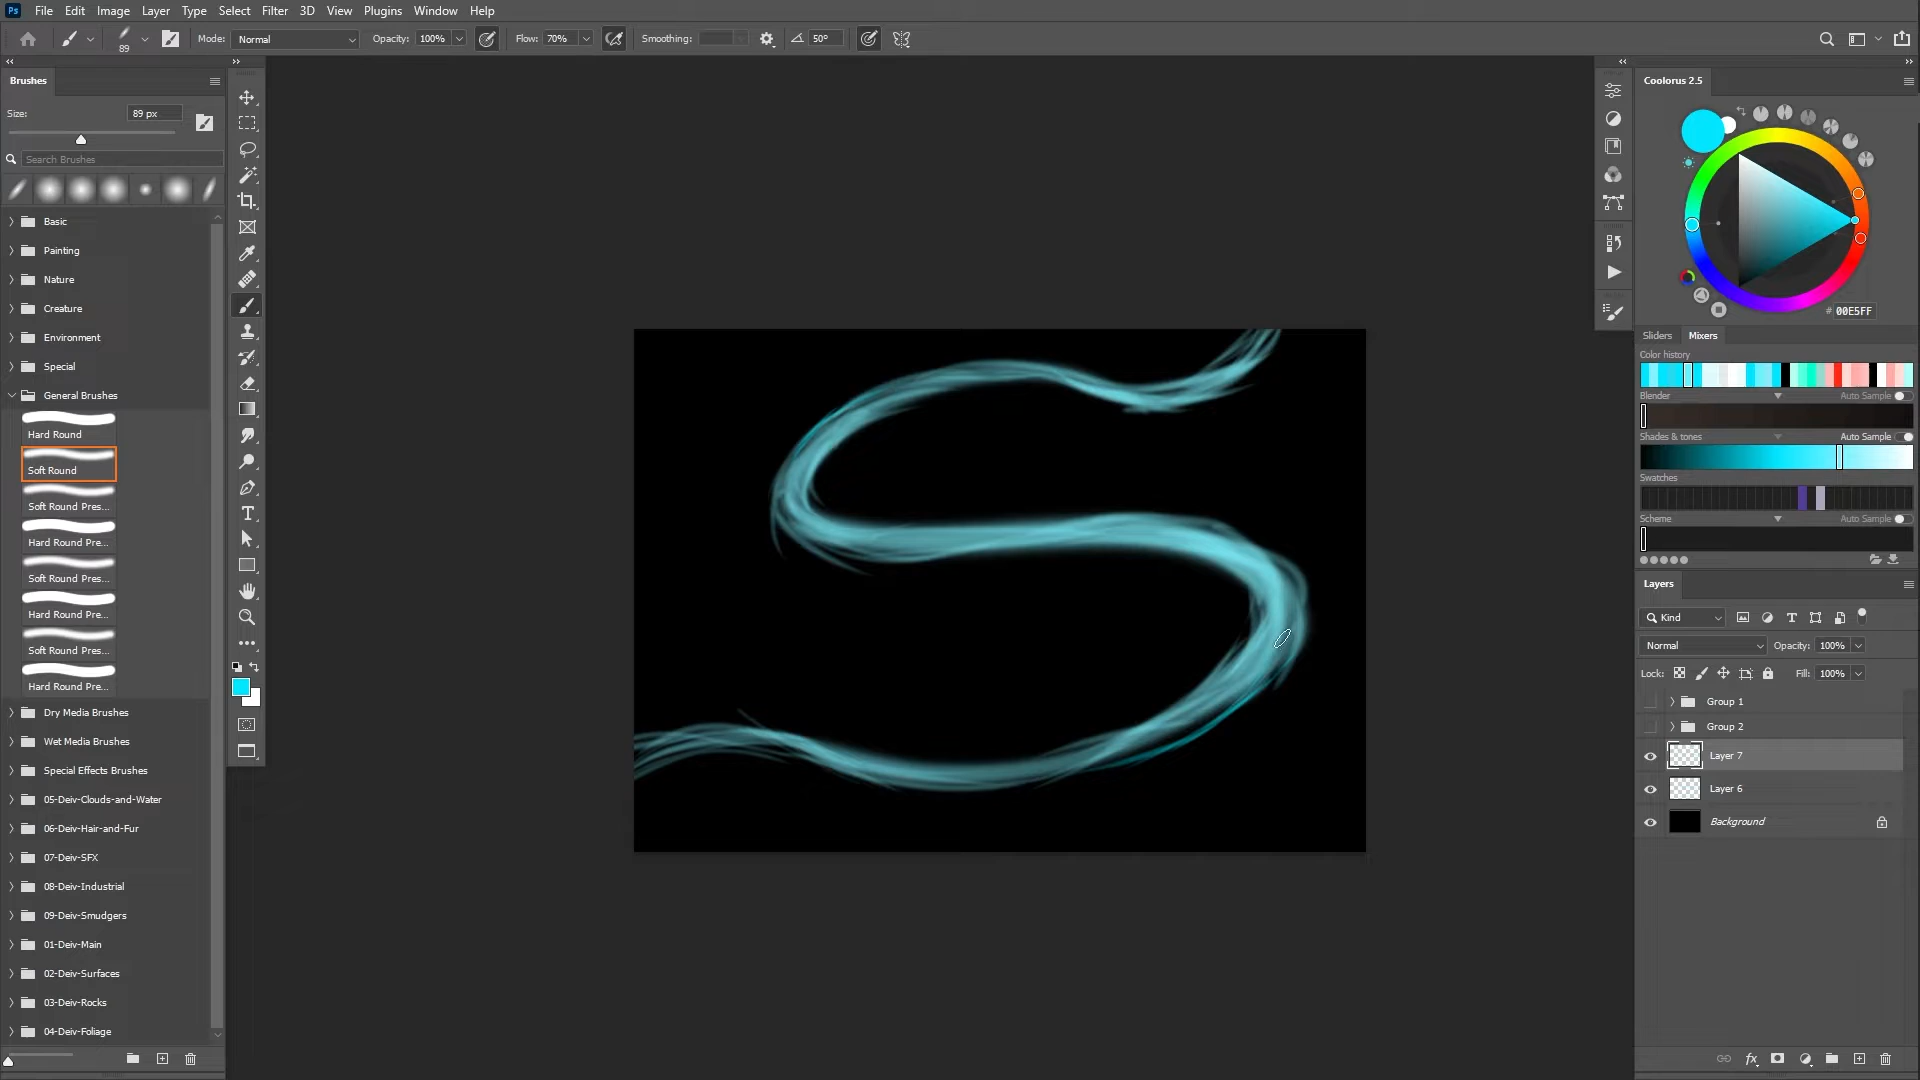 Ps File Edit Image Layer Type Select Filter 3D View Plugins Window Help
89 Mode: Normal Opacity: 100% Flow: 70% Smoothing: 50°
Brushes
Size: 89 px
Search Brushes
Basic
Painting
Nature
Creature
Environment
Special
General Brushes
Hard Round
Soft Round
Soft Round Pres...
Hard Round Pre...
Soft Round Pres...
Hard Round Pre...
Soft Round Pres...
Hard Round Pre...
Dry Media Brushes
Wet Media Brushes
Special Effects Brushes
05-Deiv-Clouds-and-Water
06-Deiv-Hair-and-Fur
07-Deiv-SFX
08-Deiv-Industrial
09-Deiv-Smudgers
01-Deiv-Main
02-Deiv-Surfaces
03-Deiv-Rocks
04-Deiv-Foliage
Coolorus 2.5
# 00E5FF
Sliders Mixers
Color history
Blender Auto Sample
Shades & tones Auto Sample
Swatches
Scheme Auto Sample
Layers
Kind
Normal Opacity: 100%
Lock: Fill: 100%
Group 1
Group 2
Layer 7
Layer 6
Background